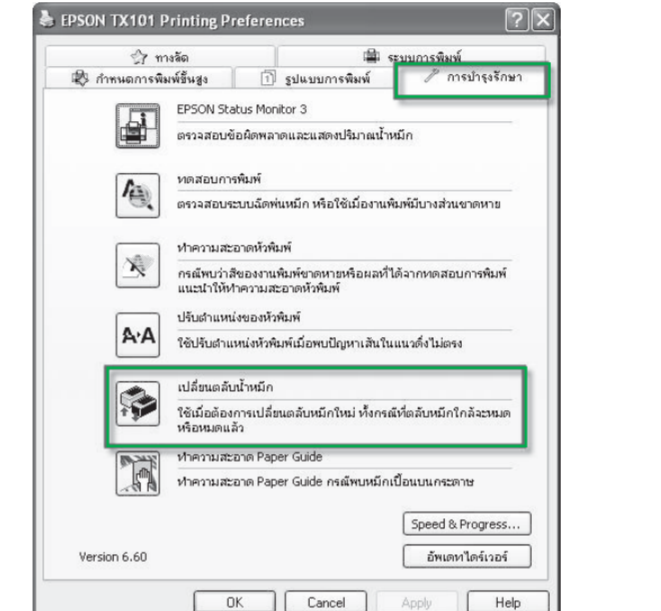 EPSON TX101 Printing Preferences
ทางลัด
ระบบการพิมพ์
กำหนดการพิมพ์ขั้นสูง
รูปแบบการพิมพ์
การบำรุงรักษา
EPSON Status Monitor 3
ตรวจสอบข้อผิดพลาดและแสดงปริมาณน้ำหมึก
ทดสอบการพิมพ์
ตรวจสอบระบบฉีดพ่นหมึก หรือใช้เมื่องานพิมพ์มีบางส่วนขาดหาย
ทำความสะอาดหัวพิมพ์
กรณีพบว่าสีของงานพิมพ์ขาดหายหรือผลที่ได้จากทดสอบการพิมพ์
แนะนำให้ทำความสะอาดหัวพิมพ์
ปรับตำแหน่งของหัวพิมพ์
ใช้ปรับตำแหน่งหัวพิมพ์เมื่อพบปัญหาเส้นในแนวดิ่งไม่ตรง
เปลี่ยนตลับน้ำหมึก
ใช้เมื่อต้องการเปลี่ยนตลับหมึกใหม่ ทั้งกรณีที่ตลับหมึกใกล้จะหมด
หรือหมดแล้ว
ทำความสะอาด Paper Guide
ทำความสะอาด Paper Guide กรณีพบหมึกเปื้อนบนกระดาษ
Speed & Progress...
Version 6.60
อัพเดทไดร์เวอร์
OK
Cancel
Apply
Help